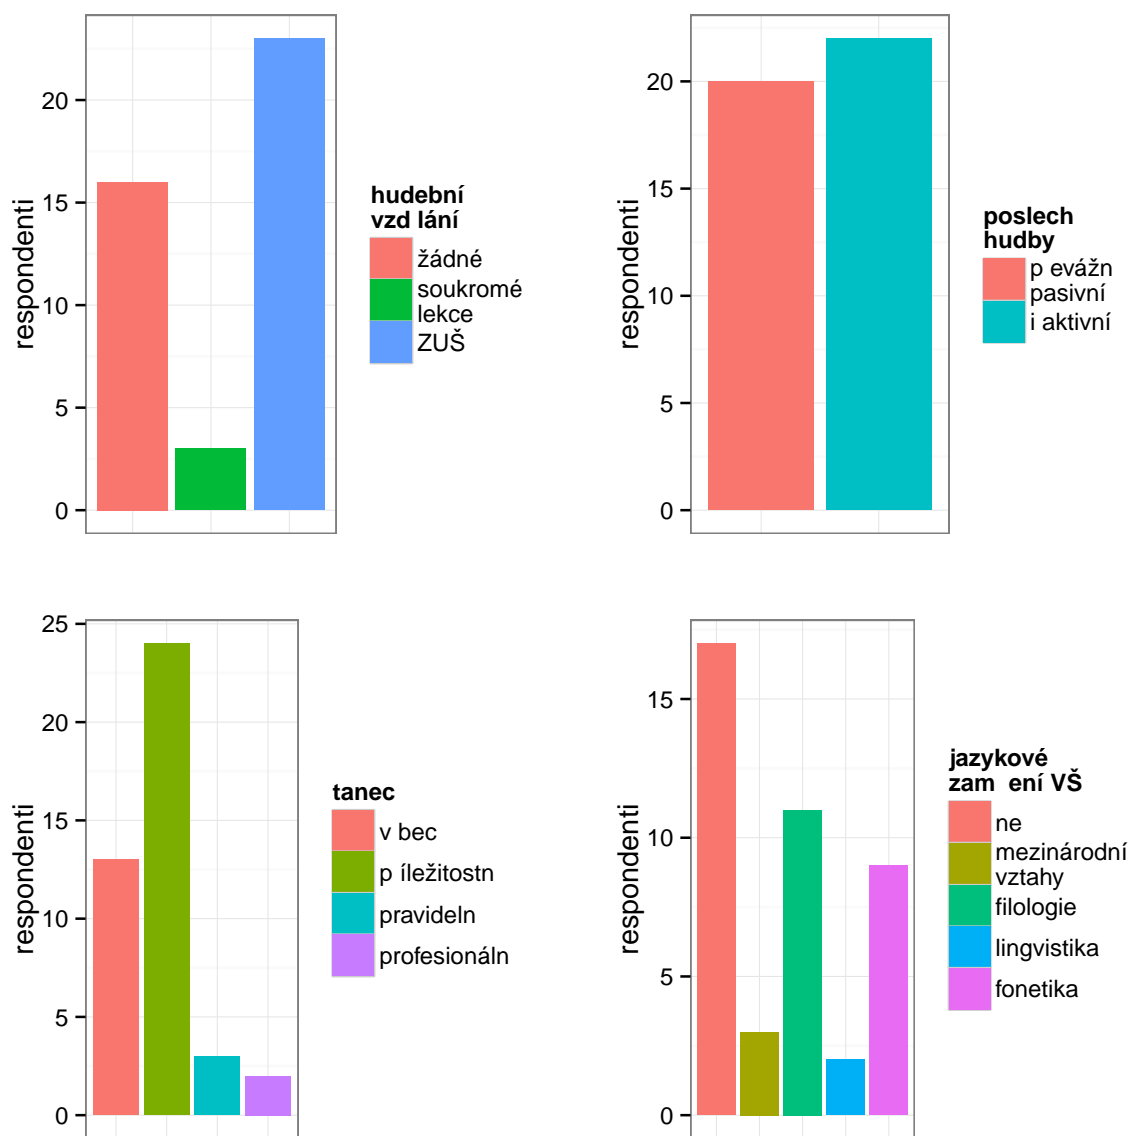 respondenti
20
15
10
5
0
hudební
vzd lání
žádné
soukromé
lekce
ZUŠ
respondenti
20
15
10
5
0
poslech
hudby
p evážn
pasivní
i aktivní
respondenti
25
20
15
10
5
0
tanec
v bec
p íležitostn
pravideln
profesionáln
respondenti
15
10
5
0
jazykové
zam  ení VŠ
ne
mezinárodní
vztahy
filologie
lingvistika
fonetika